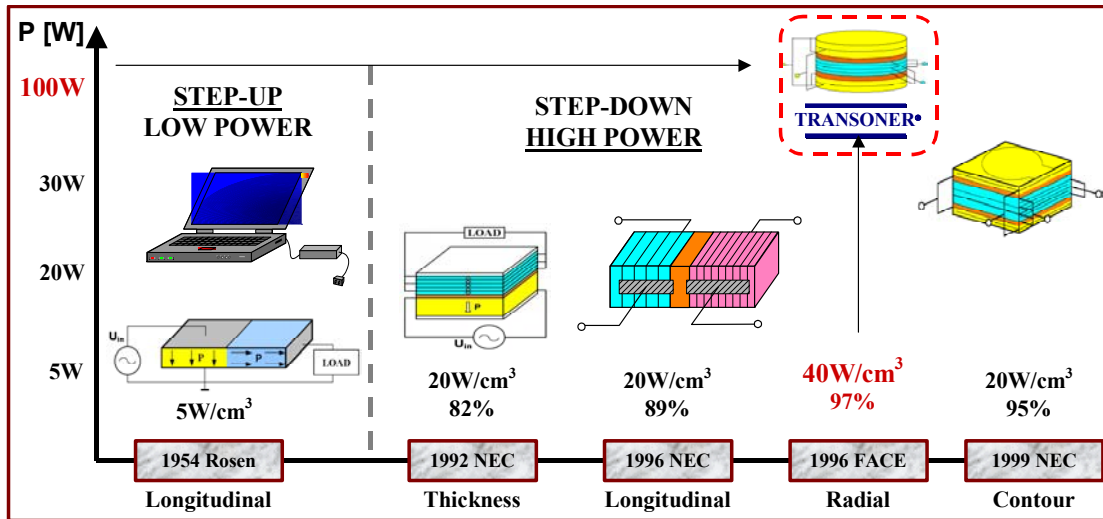 P [W]
100W
30W
20W
5W
STEP-UP
LOW POWER
STEP-DOWN
HIGH POWER
TRANSONER•
Uin
P
P
LOAD
5W/cm³
LOAD
P
Uin
20W/cm³
82%
20W/cm³
89%
40W/cm³
97%
20W/cm³
95%
1954 Rosen
1992 NEC
1996 NEC
1996 FACE
1999 NEC
Longitudinal
Thickness
Longitudinal
Radial
Contour